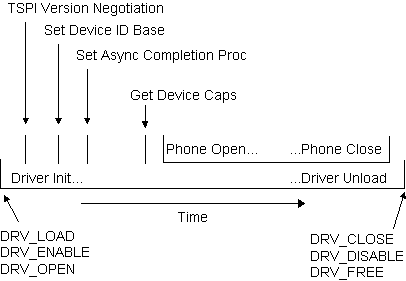 TSPI Version Negotiation
Set Device ID Base
Set Async Completion Proc
Get Device Caps
Phone Open... ...Phone Close
Driver Init... ...Driver Unload
Time
DRV_LOAD
DRV_ENABLE
DRV_OPEN
DRV_CLOSE
DRV_DISABLE
DRV_FREE